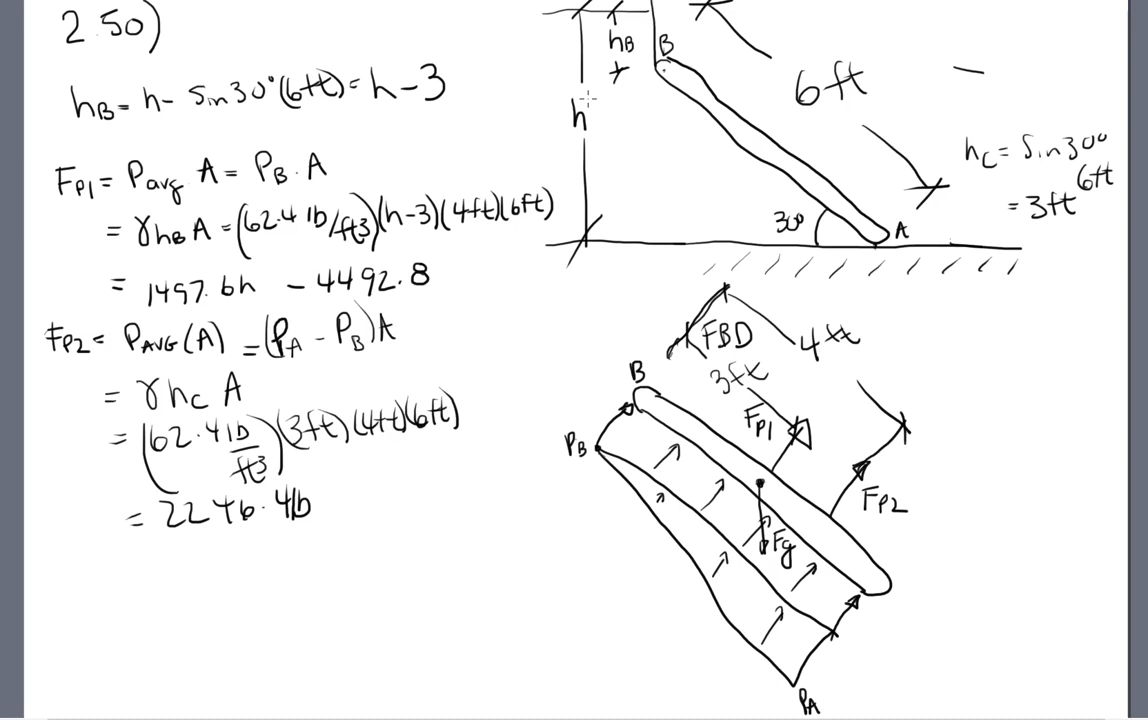 2.50)
hB = h - Sin30°(6ft) = h - 3
FP1 = Pavg A = PB · A
= γhB A = (62.4 lb/ft3)(h-3)(4ft)(6ft)
= 1497.6h - 4492.8
FP2 = PAVG(A) = (PA - PB)A
= γ hC A
= (62.4 lb/ft3)(3ft)(4ft)(6ft)
= 2246.4lb
hB
B
6ft
h
hC = Sin30° 6ft
= 3ft
30°
A
FBD
4ft
3ft
B
FP1
PB
FP2
Fg
PA